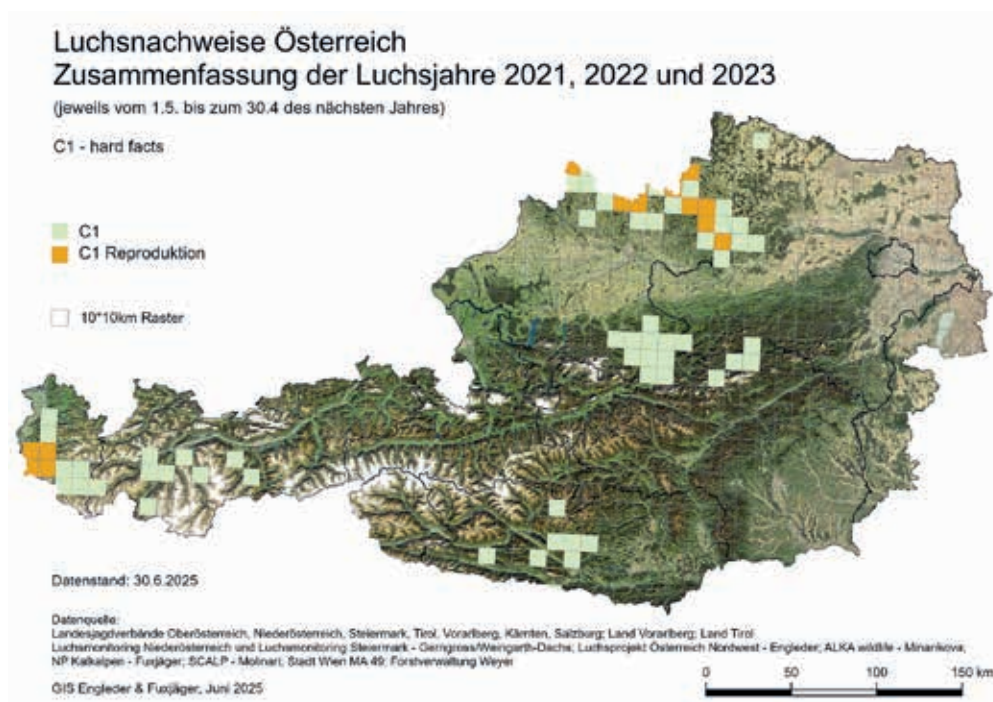 Luchsnachweise Österreich
Zusammenfassung der Luchsjahre 2021, 2022 und 2023
(jeweils vom 1.5. bis zum 30.4 des nächsten Jahres)
C1 - hard facts
C1
C1 Reproduktion
10*10km Raster
Datenstand: 30.6.2025
Datenquelle:
Landesjagdverbände Oberösterreich, Niederösterreich, Steiermark, Tirol, Vorarlberg, Kärnten, Salzburg; Land Vorarlberg; Land Tirol
Luchsmonitoring Niederösterreich und Luchsmonitoring Steiermark - Gerngross/Weingarth-Dachs; Luchsprojekt Österreich Nordwest - Engleder; ALKA wildlife - Minarikova;
NP Kalkalpen - Fuxjäger; SCALP - Molinari; Stadt Wien MA 49; Forstverwaltung Weyer
GIS Engleder & Fuxjäger, Juni 2025
0 50 100 150 km